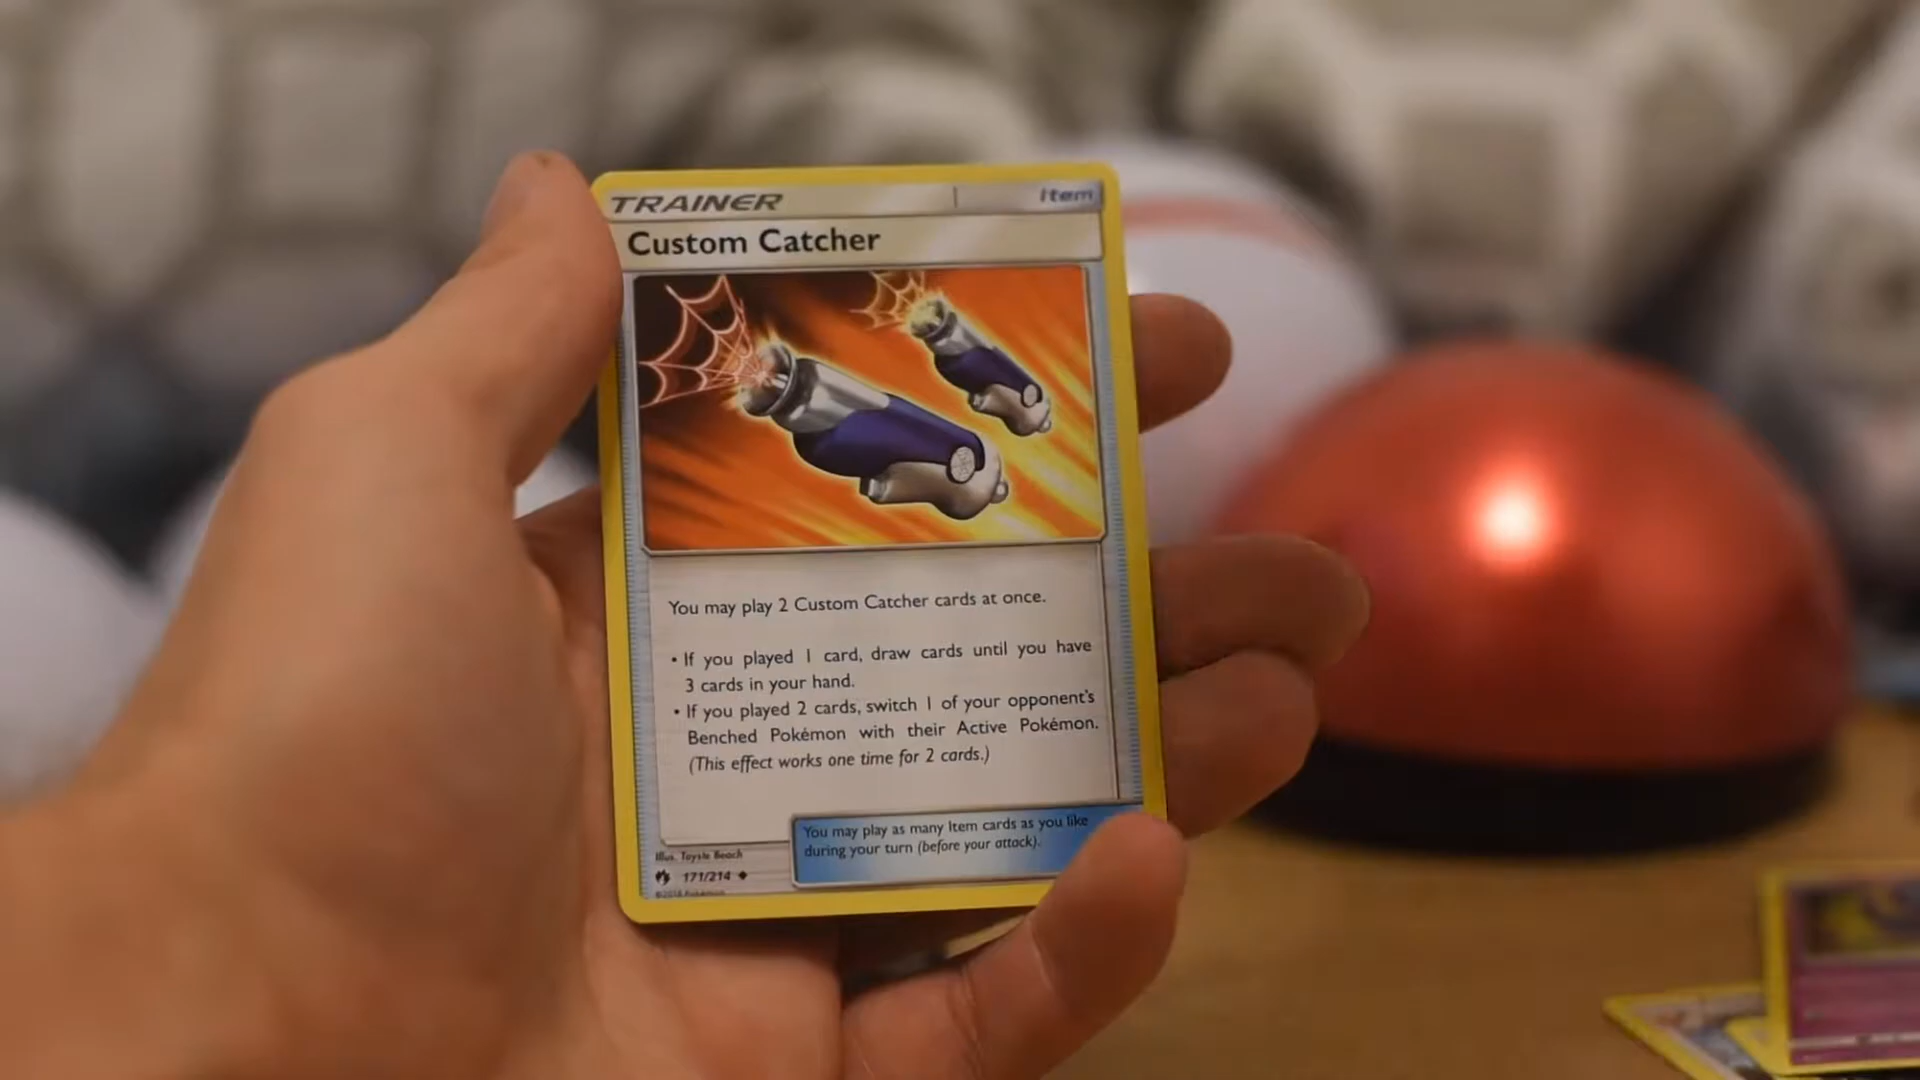 TRAINER Item
Custom Catcher
You may play 2 Custom Catcher cards at once.
• If you played 1 card, draw cards until you have
3 cards in your hand.
• If you played 2 cards, switch 1 of your opponent's
Benched Pokémon with their Active Pokémon.
(This effect works one time for 2 cards.)
You may play as many Item cards as you like
during your turn (before your attack).
Illus. Toyste Beach
171/214
©2018 Pokémon